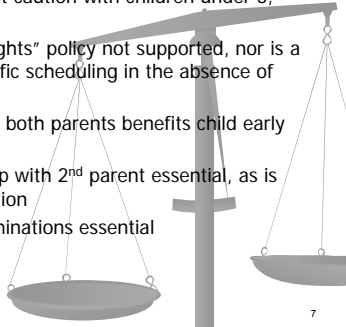 caution with children under 3,
ghts” policy not supported, nor is a
fic scheduling in the absence of
both parents benefits child early
p with 2nd parent essential, as is
ion
minations essential
7